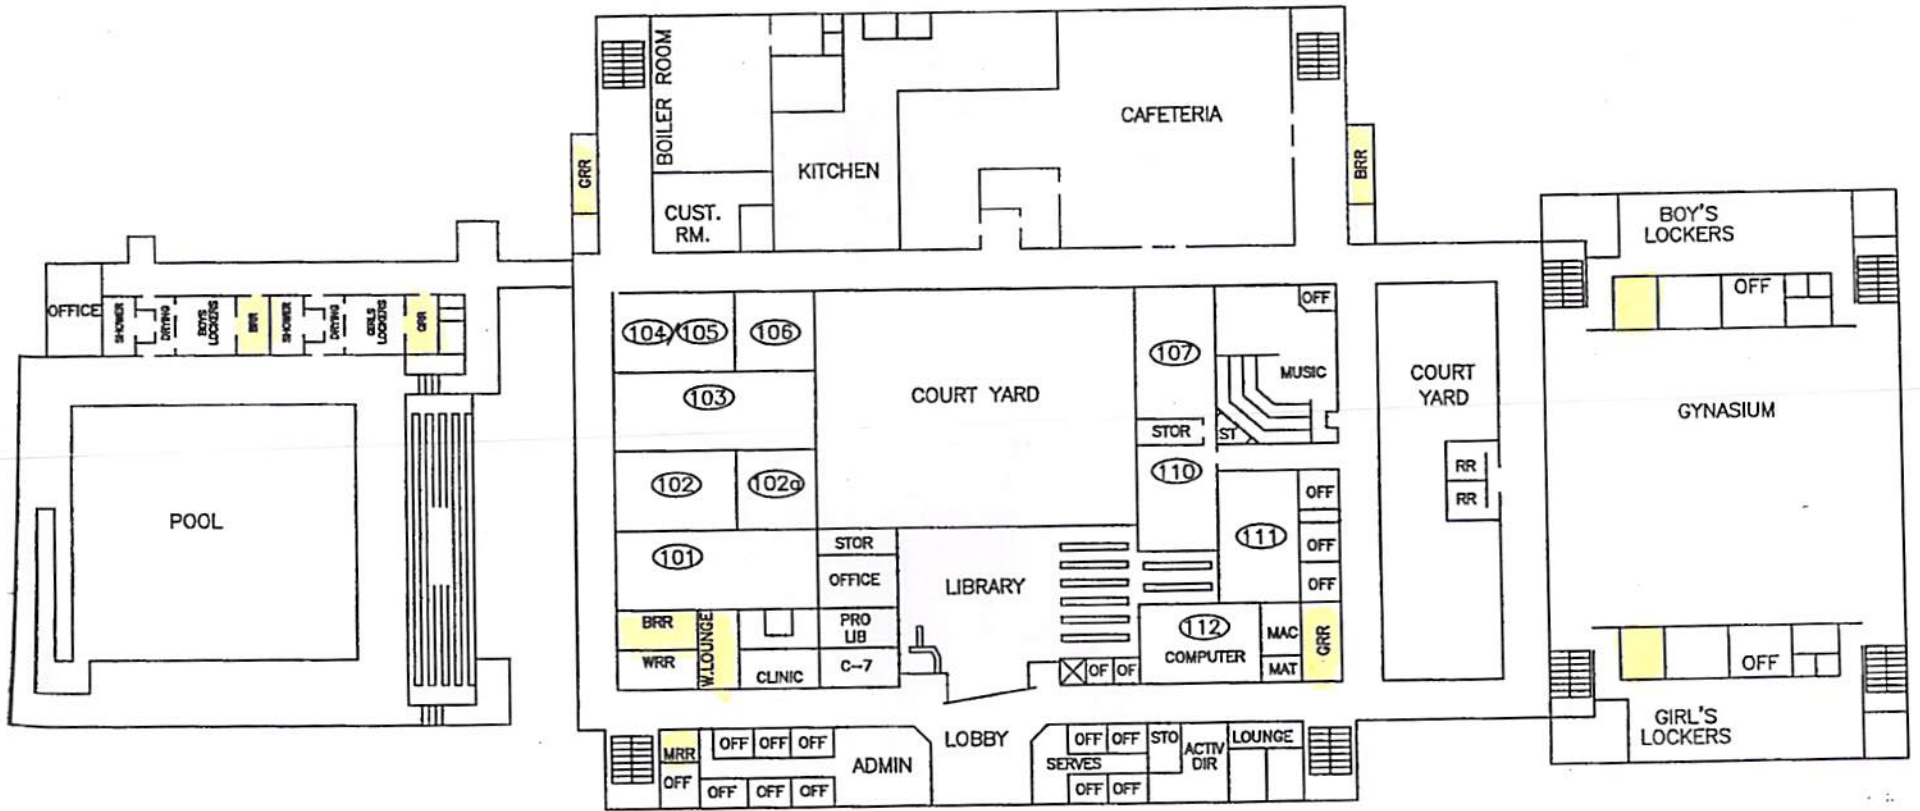 BOILER ROOM
CAFETERIA
KITCHEN
GRR
BRR
CUST.
RM.
BOY'S
LOCKERS
OFFICE
SHOWER
DRYING
BOYS
LOCKERS
BRR
SHOWER
DRYING
GIRLS
LOCKERS
GRR
OFF
OFF
104/105
106
107
MUSIC
103
COURT YARD
COURT
YARD
GYNASIUM
STOR
ST
110
RR
RR
102
102a
OFF
POOL
101
STOR
OFFICE
LIBRARY
111
OFF
OFF
BRR
W.LOUNGE
PRO
LIB
112
COMPUTER
MAC
GRR
WRR
CLINIC
C-7
OF
OF
MAT
OFF
GIRL'S
LOCKERS
MRR
OFF
OFF
OFF
OFF
ADMIN
LOBBY
OFF
OFF
STO
ACTIV
DIR
LOUNGE
SERVES
OFF
OFF
OFF
OFF
OFF